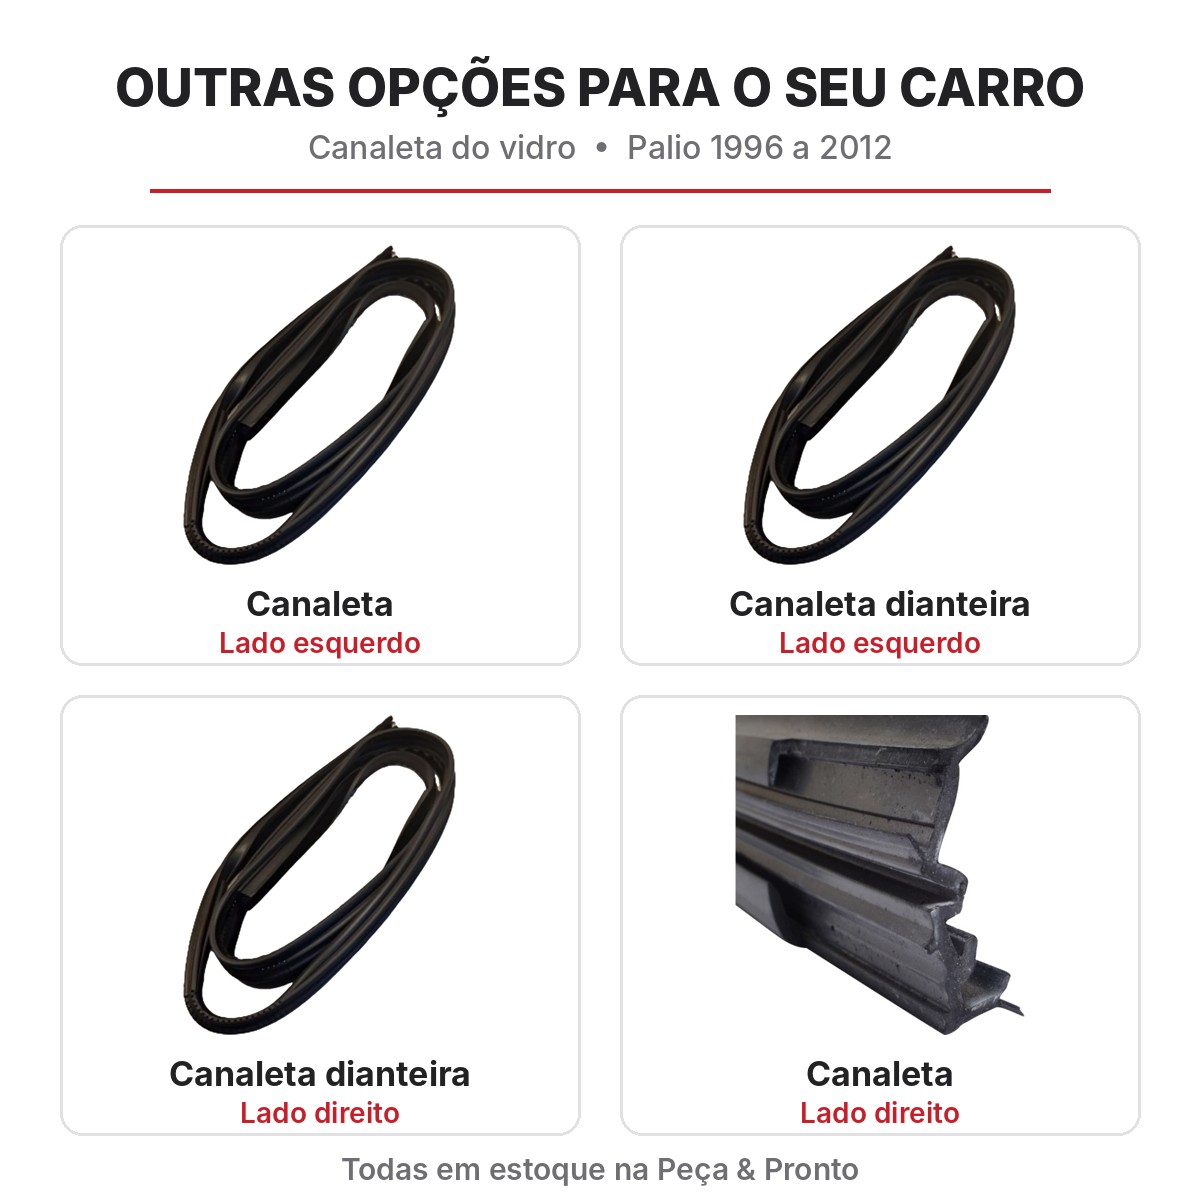 OUTRAS OPÇÕES PARA O SEU CARRO
Canaleta do vidro • Palio 1996 a 2012
Canaleta
Lado esquerdo
Canaleta dianteira
Lado esquerdo
Canaleta dianteira
Lado direito
Canaleta
Lado direito
Todas em estoque na Peça & Pronto